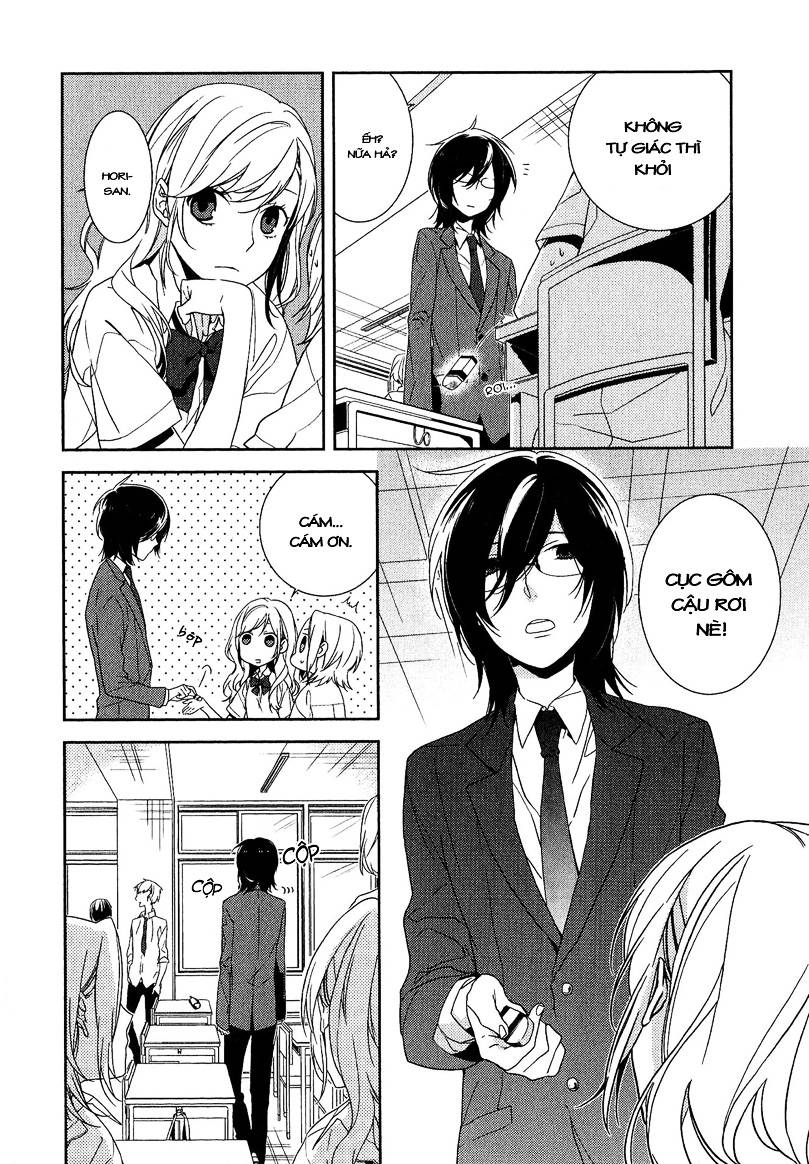 KHÔNG
TỰ GIÁC THÌ
KHỎI
ẾH?
NỮA HẢ?
RƠI...
HORI-
SAN.
CỤC GÔM
CẬU RƠI
NÈ!
CÁM...
CÁM ƠN.
BỘP
CỘP
CỘP